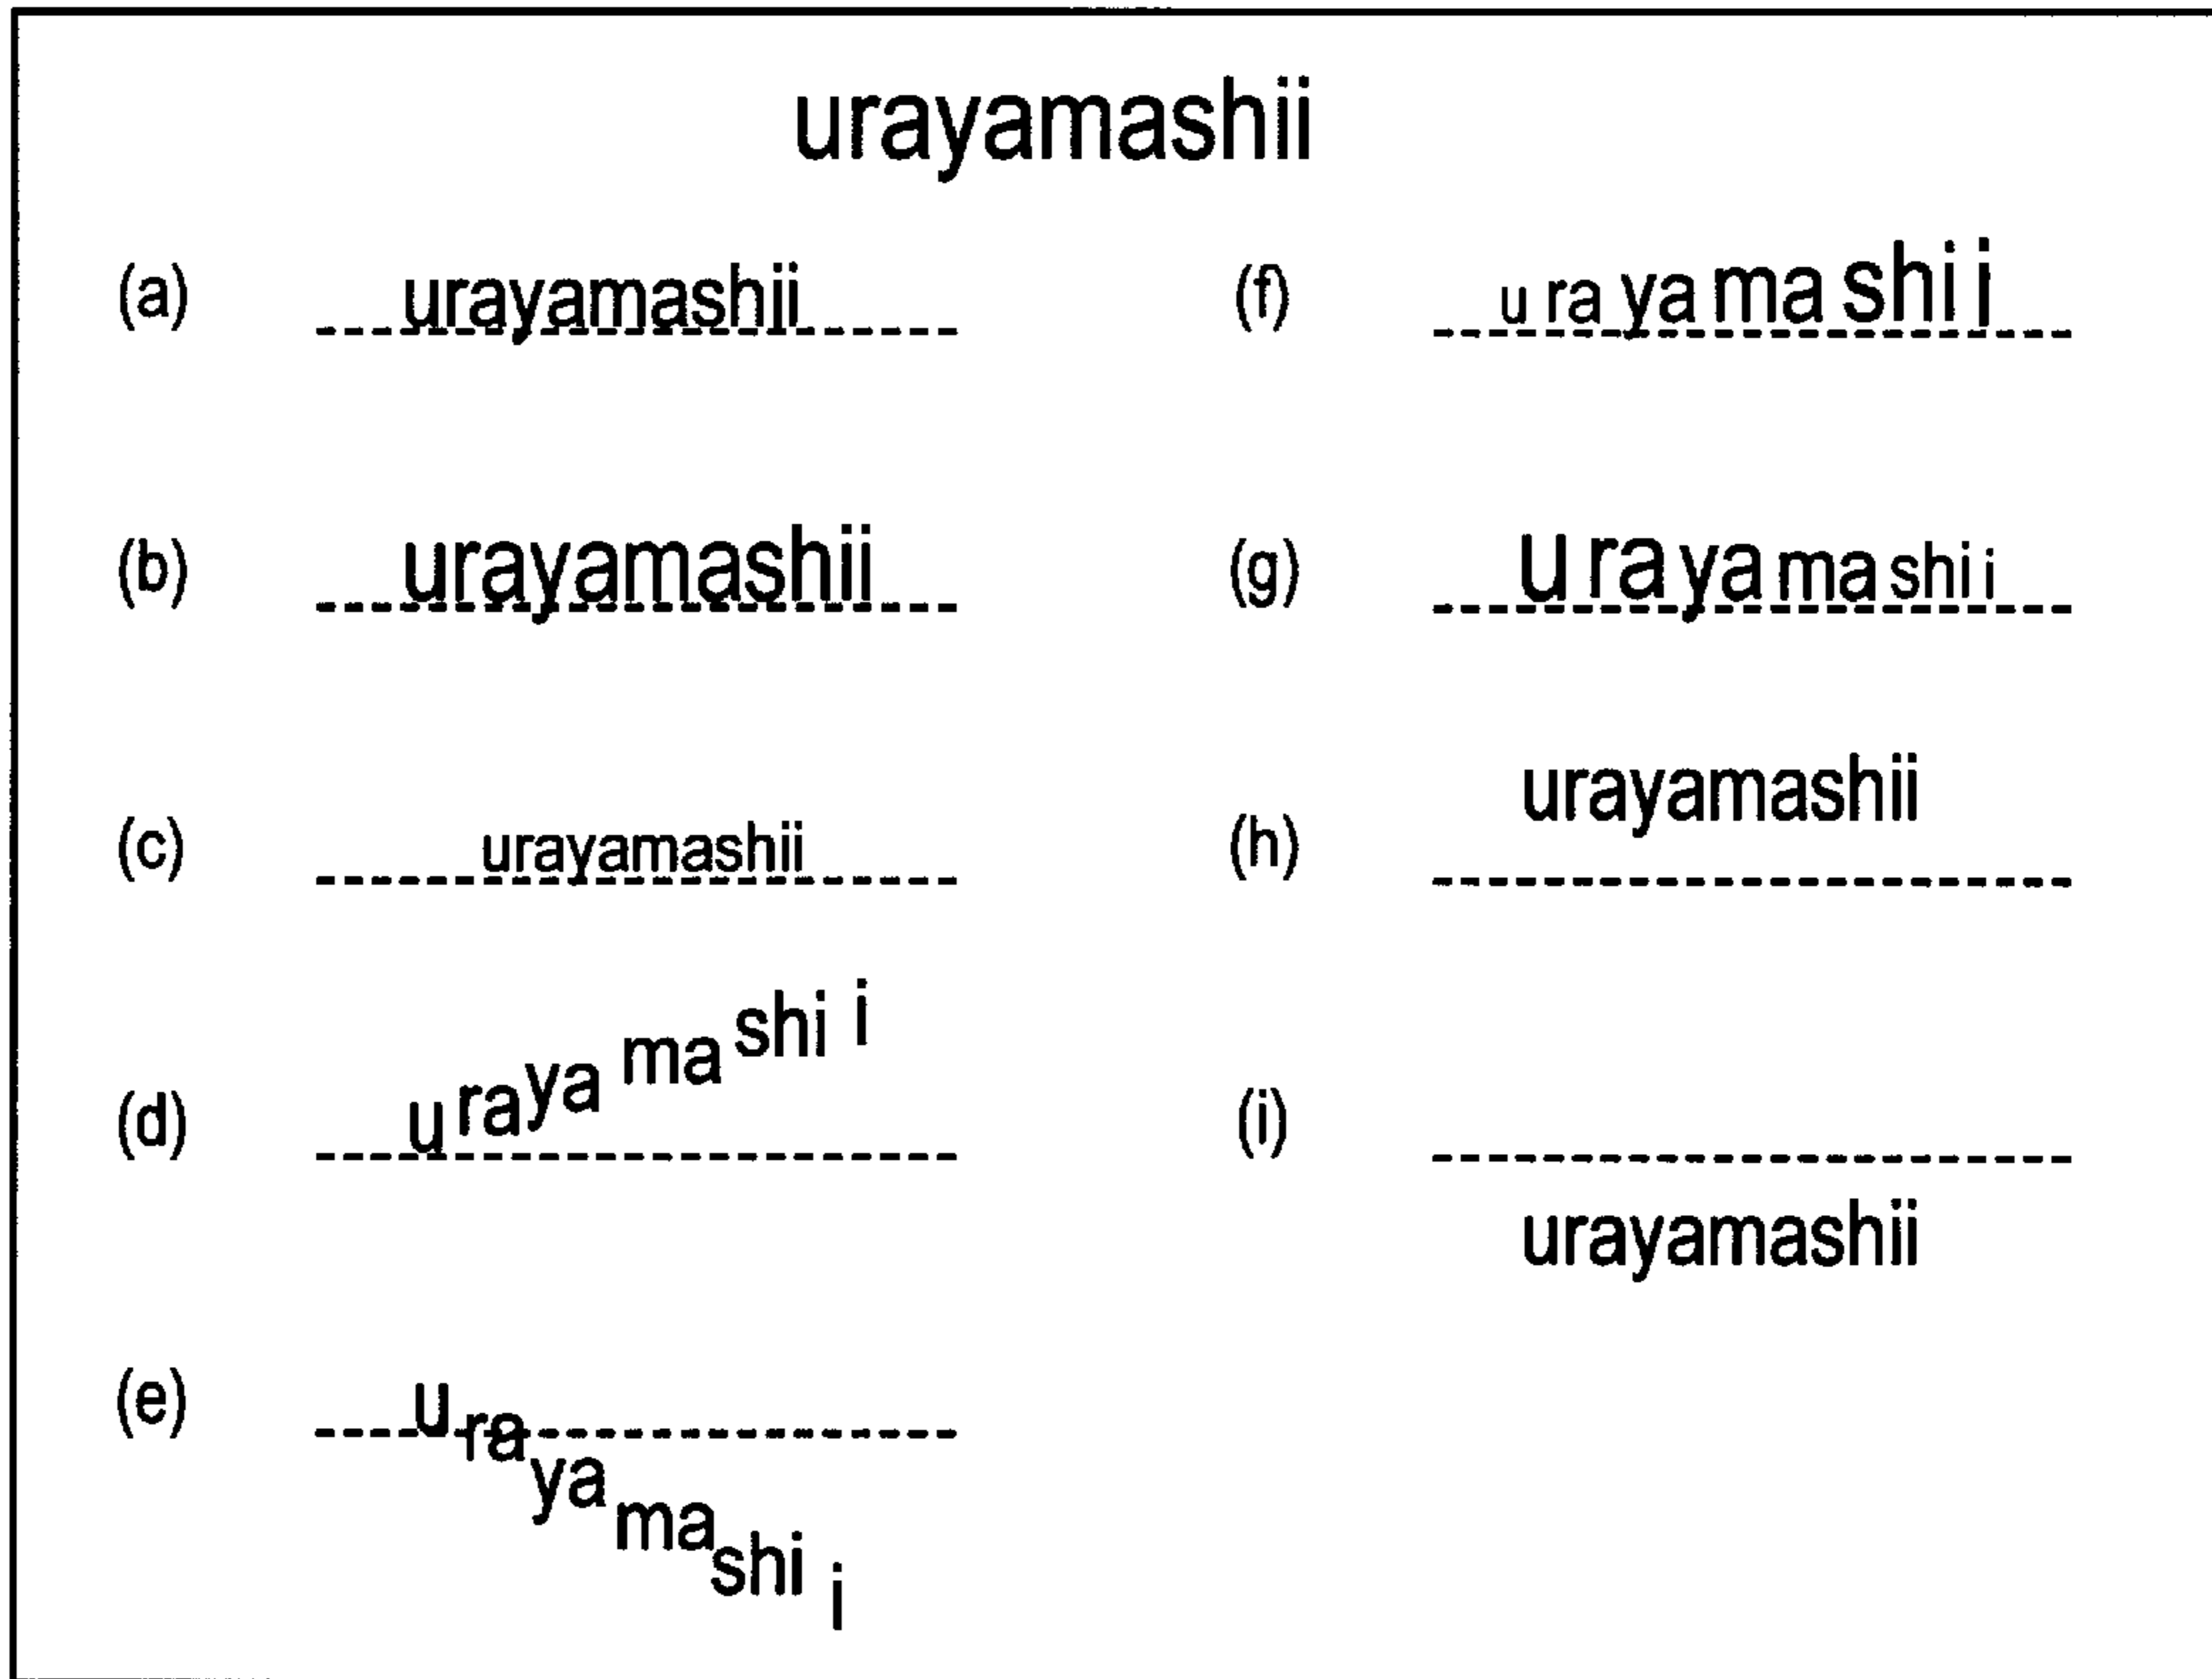 urayamashii
(a) urayamashii
(b) urayamashii
(c) urayamashii
(d) u ra ya ma shi i
(e) u ra ya ma shi i
(f) u ra ya ma shi i
(g) u ra ya ma shi i
(h) urayamashii
(i) urayamashii